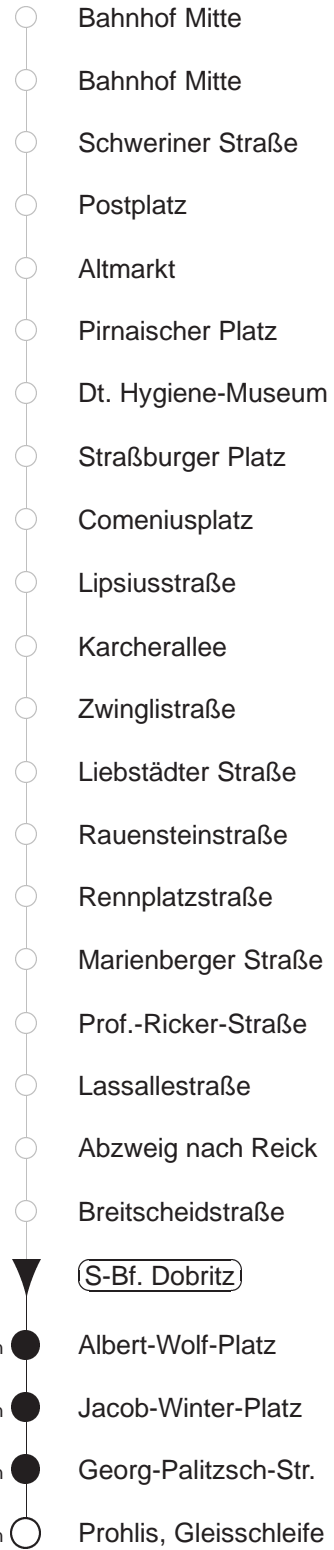 Bahnhof Mitte
Bahnhof Mitte
Schweriner Straße
Postplatz
Altmarkt
Pirnaischer Platz
Dt. Hygiene-Museum
Straßburger Platz
Comeniusplatz
Lipsiusstraße
Karcherallee
Zwinglistraße
Liebstädter Straße
Rauensteinstraße
Rennplatzstraße
Marienberger Straße
Prof.-Ricker-Straße
Lassallestraße
Abzweig nach Reick
Breitscheidstraße
S-Bf. Dobritz
Albert-Wolf-Platz
Jacob-Winter-Platz
Georg-Palitzsch-Str.
Prohlis, Gleisschleife